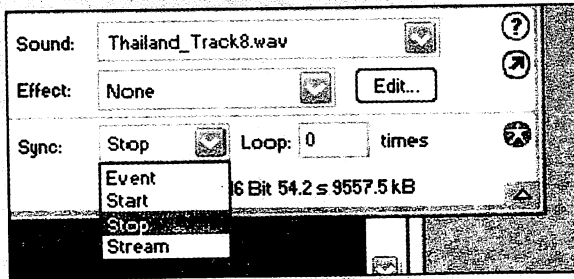 Sound: Thailand_Track8.wav
Effect: None Edit...
Sync: Stop Loop: 0 times
Event
6 Bit 54.2 s 9557.5 kB
Start
Stop
Stream